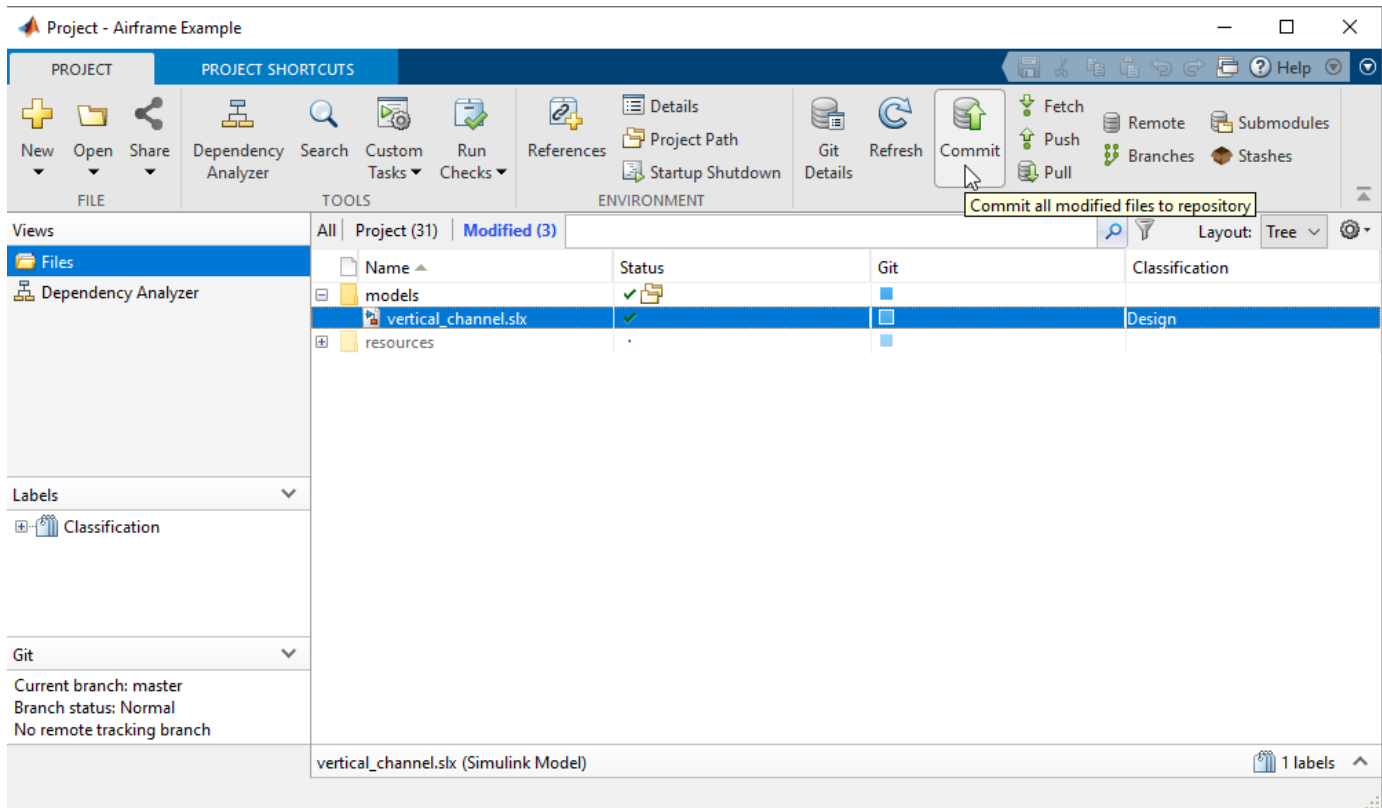 Project - Airframe Example
PROJECT PROJECT SHORTCUTS Help
New Open Share Dependency Analyzer Search Custom Tasks Run Checks References Details Project Path Startup Shutdown Git Details Refresh Commit Fetch Push Pull Remote Branches Submodules Stashes
FILE TOOLS ENVIRONMENT
Commit all modified files to repository
Views All Project (31) Modified (3) Layout: Tree
Files Name Status Git Classification
Dependency Analyzer models
vertical_channel.slx Design
resources
Labels
Classification
Git
Current branch: master
Branch status: Normal
No remote tracking branch
vertical_channel.slx (Simulink Model) 1 labels